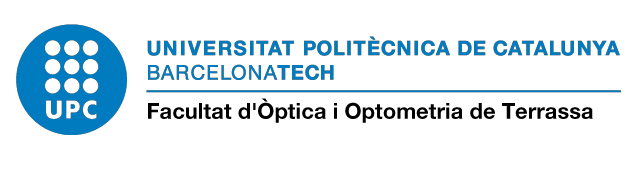 UPC
UNIVERSITAT POLITÈCNICA DE CATALUNYA
BARCELONATECH
Facultat d'Òptica i Optometria de Terrassa